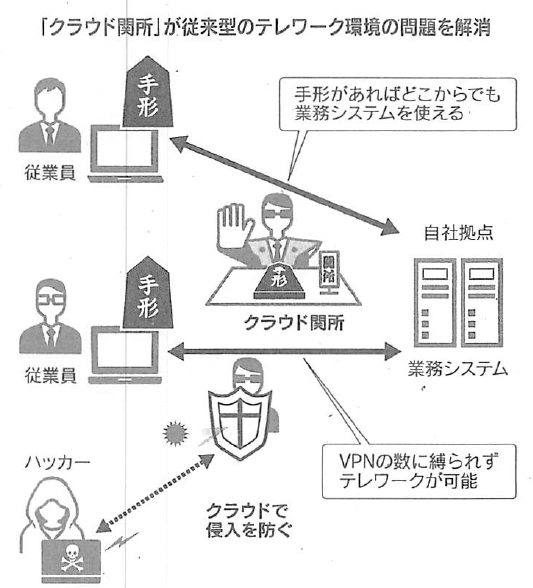 「クラウド関所」が従来型のテレワーク環境の問題を解消
手形
従業員
手形があればどこからでも
業務システムを使える
自社拠点
関所
手形
クラウド関所
手形
従業員
業務システム
ハッカー
VPNの数に縛られず
テレワークが可能
クラウドで
侵入を防ぐ